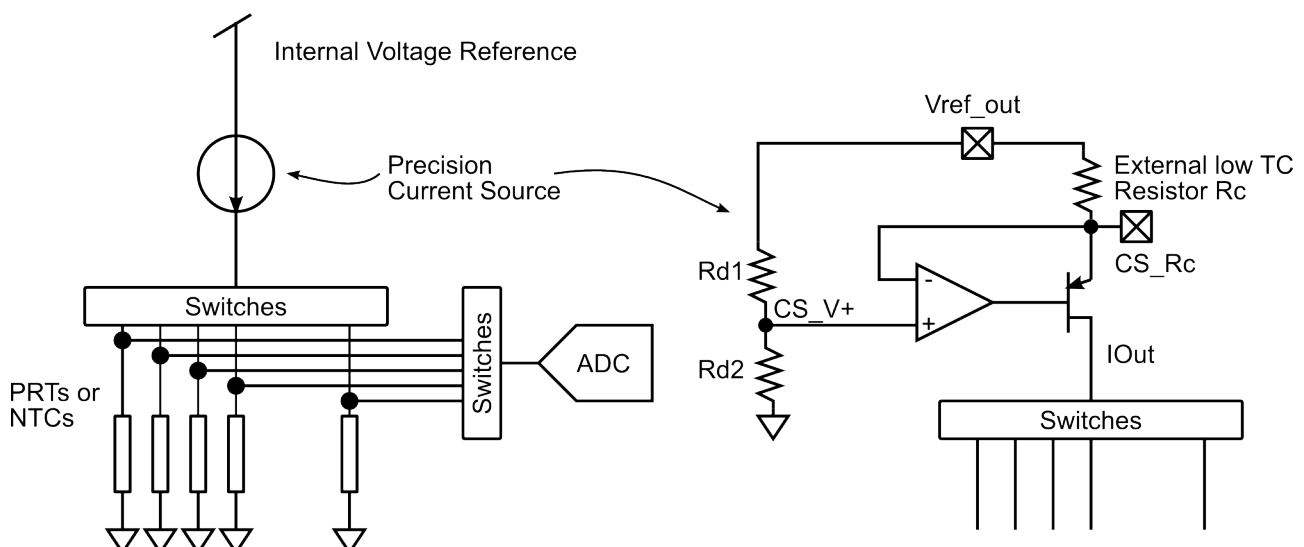 Internal Voltage Reference
Precision
Current Source
Switches
Switches
ADC
PRTs or
NTCs
Vref_out
External low TC
Resistor Rc
CS_Rc
Rd1
CS_V+
-
+
Rd2
IOut
Switches